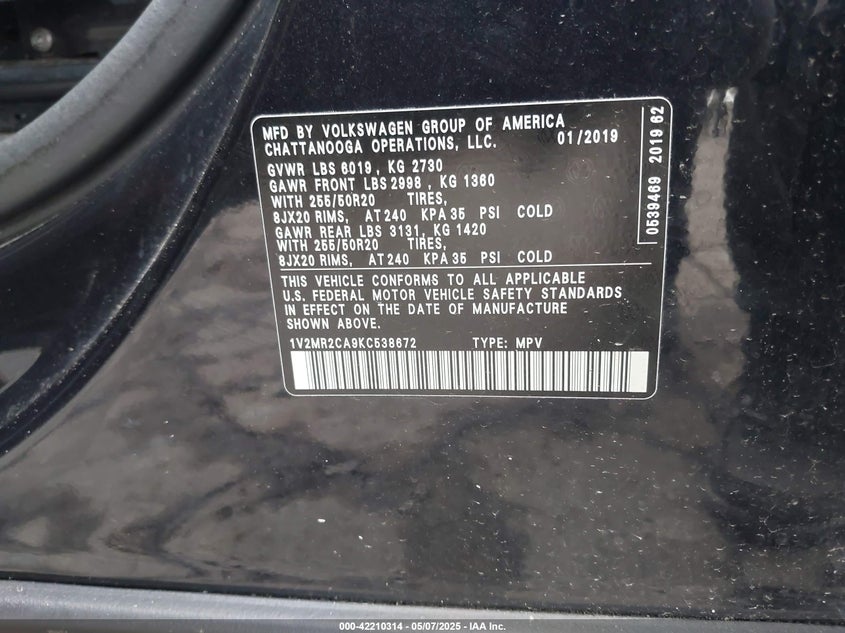 MFD BY VOLKSWAGEN GROUP OF AMERICA
CHATTANOOGA OPERATIONS, LLC. 01/2019
GVWR LBS 6019 , KG 2730
GAWR FRONT LBS 2998 , KG 1360
WITH 255/50R20 TIRES,
8JX20 RIMS, AT 240 KPA 35 PSI COLD
GAWR REAR LBS 3131, KG 1420
WITH 255/50R20 TIRES,
8JX20 RIMS, AT 240 KPA 35 PSI COLD
THIS VEHICLE CONFORMS TO ALL APPLICABLE
U.S. FEDERAL MOTOR VEHICLE SAFETY STANDARDS
IN EFFECT ON THE DATE OF MANUFACTURE
SHOWN ABOVE.
1V2MR2CA9KC538672 TYPE: MPV
0539469 2019 62
000-42210314 - 05/07/2025 - IAA Inc.